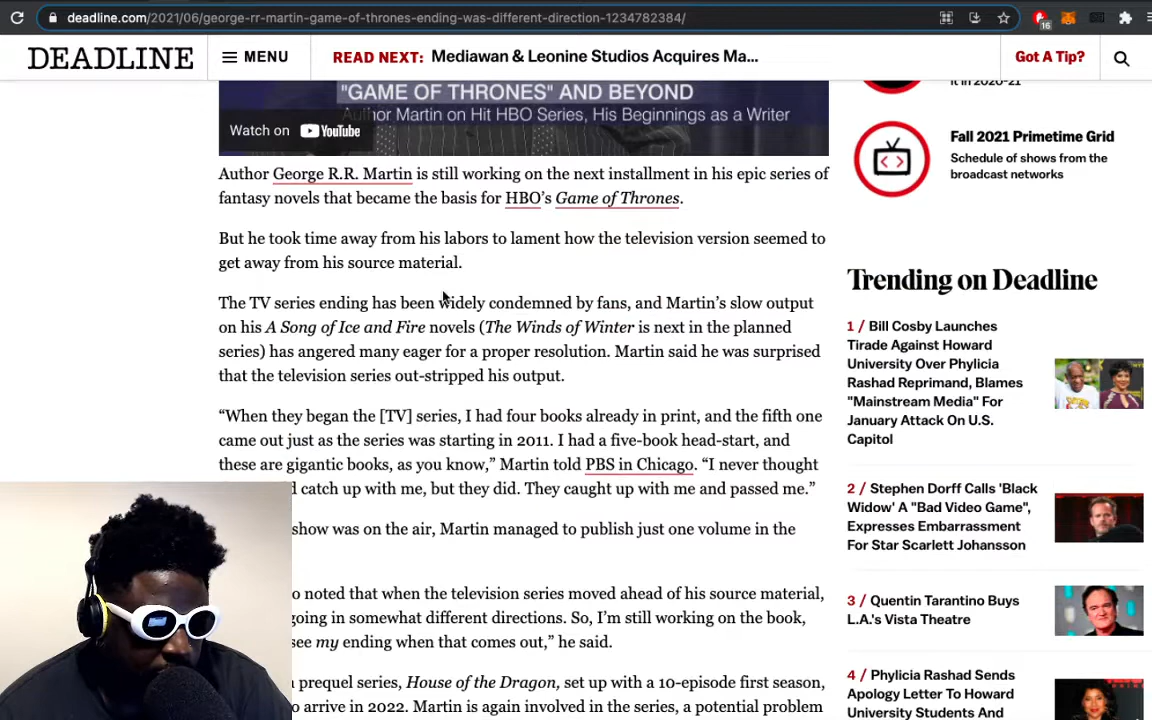 deadline.com/2021/06/george-rr-martin-game-of-thrones-ending-was-different-direction-1234782384/
16
DEADLINE
MENU
READ NEXT: Mediawan & Leonine Studios Acquires Ma...
Got A Tip?
"GAME OF THRONES" AND BEYOND
Author Martin on Hit HBO Series, His Beginnings as a Writer
Watch on YouTube
Author George R.R. Martin is still working on the next installment in his epic series of
fantasy novels that became the basis for HBO's Game of Thrones.
But he took time away from his labors to lament how the television version seemed to
get away from his source material.
The TV series ending has been widely condemned by fans, and Martin's slow output
on his A Song of Ice and Fire novels (The Winds of Winter is next in the planned
series) has angered many eager for a proper resolution. Martin said he was surprised
that the television series out-stripped his output.
“When they began the [TV] series, I had four books already in print, and the fifth one
came out just as the series was starting in 2011. I had a five-book head-start, and
these are gigantic books, as you know,” Martin told PBS in Chicago. “I never thought
catch up with me, but they did. They caught up with me and passed me.”
show was on the air, Martin managed to publish just one volume in the
noted that when the television series moved ahead of his source material,
going in somewhat different directions. So, I'm still working on the book,
see my ending when that comes out,” he said.
prequel series, House of the Dragon, set up with a 10-episode first season,
arrive in 2022. Martin is again involved in the series, a potential problem
it in 2020-21
Fall 2021 Primetime Grid
Schedule of shows from the
broadcast networks
Trending on Deadline
1 / Bill Cosby Launches
Tirade Against Howard
University Over Phylicia
Rashad Reprimand, Blames
"Mainstream Media" For
January Attack On U.S.
Capitol
2 / Stephen Dorff Calls 'Black
Widow' A "Bad Video Game",
Expresses Embarrassment
For Star Scarlett Johansson
3 / Quentin Tarantino Buys
L.A.'s Vista Theatre
4 / Phylicia Rashad Sends
Apology Letter To Howard
University Students And